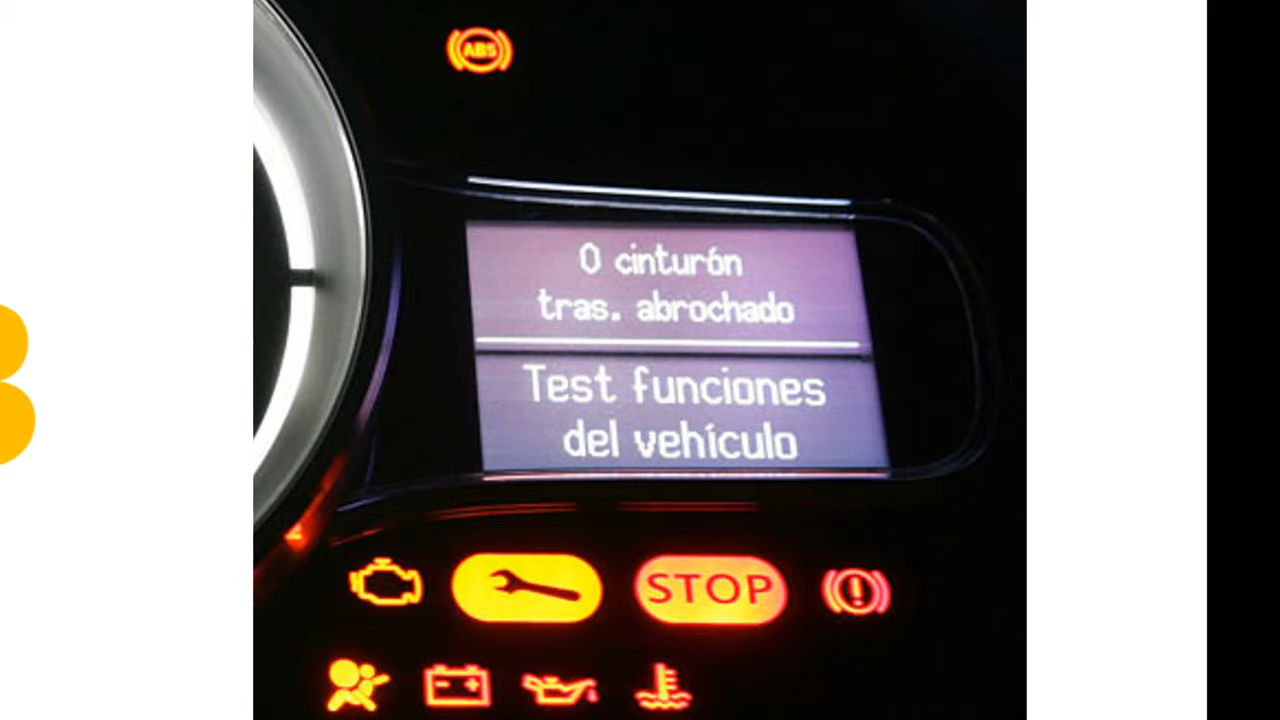 ABS
0 cinturón
tras. abrochado
Test funciones
del vehículo
STOP